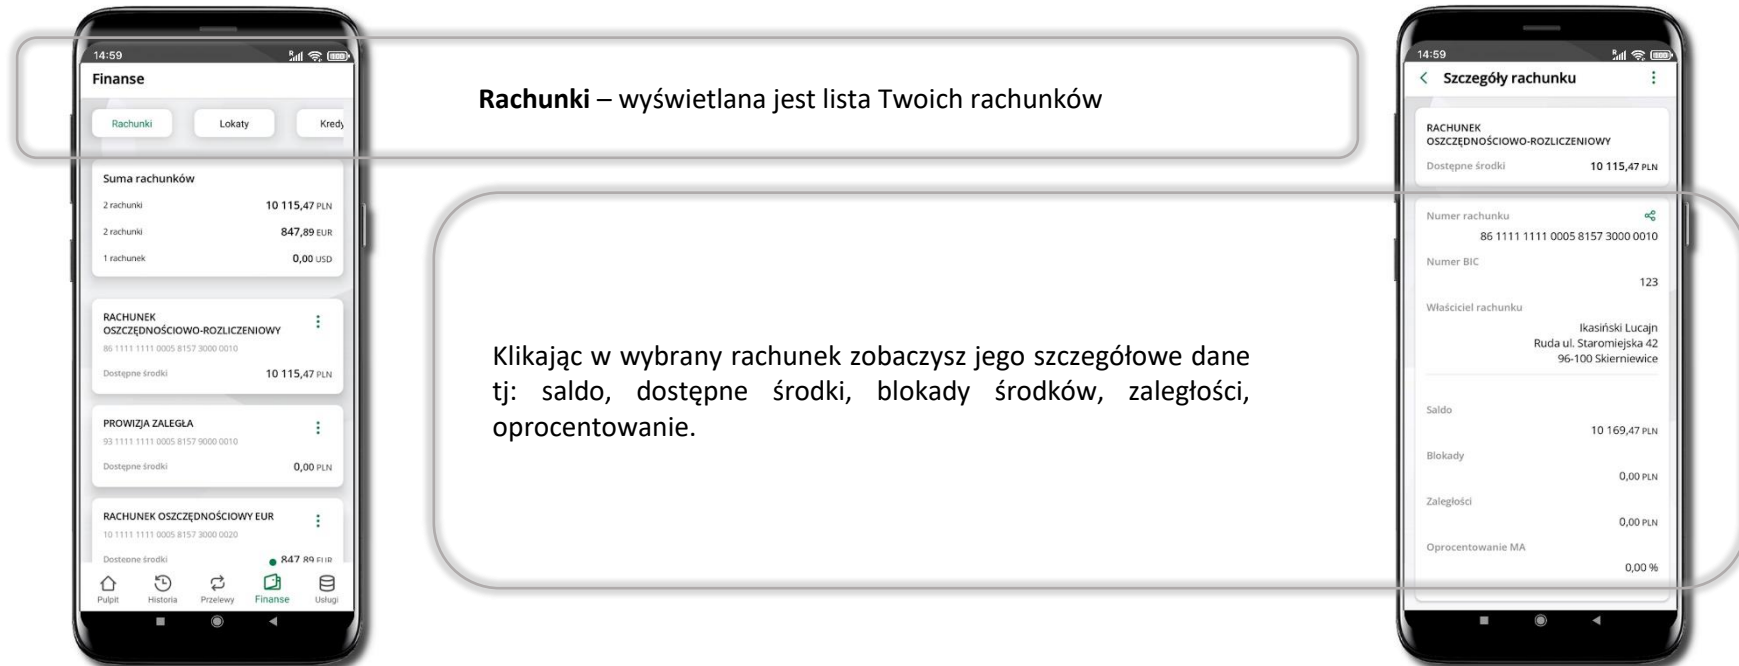 14:59
Finanse
Rachunki
Lokaty
Kredy
Suma rachunków
2 rachunki 10 115,47 PLN
2 rachunki 847,89 EUR
1 rachunek 0,00 USD
RACHUNEK
OSZCZĘDNOŚCIOWO-ROZLICZENIOWY
86 1111 1111 0005 8157 3000 0010
Dostępne środki 10 115,47 PLN
PROWIZJA ZALEGŁA
93 1111 1111 0005 8157 9000 0010
Dostępne środki 0,00 PLN
RACHUNEK OSZCZĘDNOŚCIOWY EUR
10 1111 1111 0005 8157 3000 0020
Dostępne środki 847,89 EUR
Pulpit Historia Przelewy Finanse Usługi
Rachunki – wyświetlana jest lista Twoich rachunków
Klikając w wybrany rachunek zobaczysz jego szczegółowe dane
tj: saldo, dostępne środki, blokady środków, zaległości,
oprocentowanie.
14:59
Szczegóły rachunku
RACHUNEK
OSZCZĘDNOŚCIOWO-ROZLICZENIOWY
Dostępne środki 10 115,47 PLN
Numer rachunku
86 1111 1111 0005 8157 3000 0010
Numer BIC
123
Właściciel rachunku
Ikasiński Lucajn
Ruda ul. Staromiejska 42
96-100 Skierniewice
Saldo
10 169,47 PLN
Blokady
0,00 PLN
Zaległości
0,00 PLN
Oprocentowanie MA
0,00 %